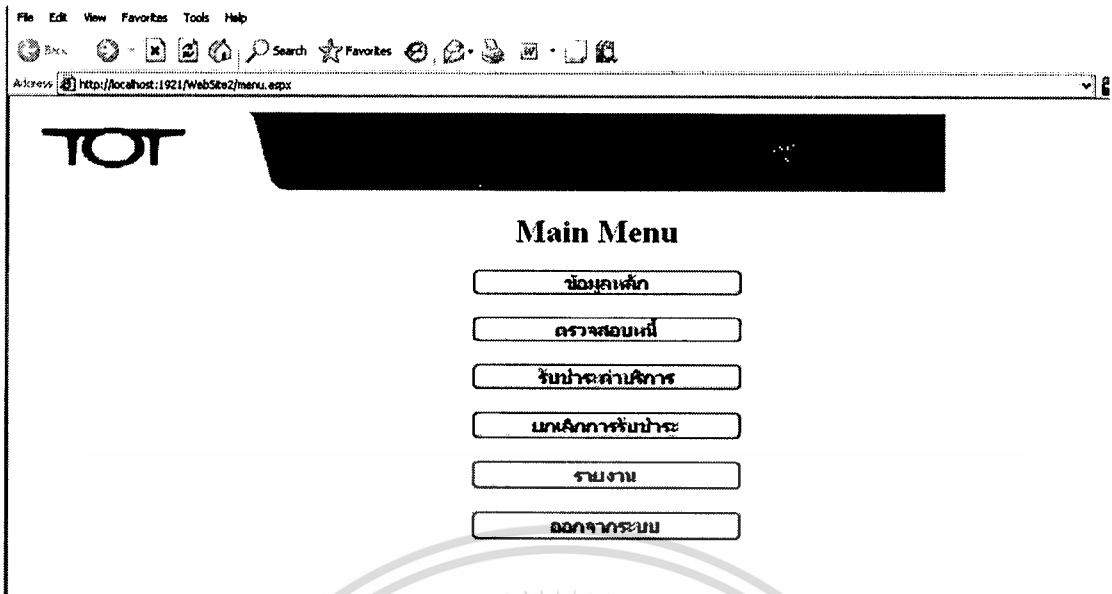 File Edit View Favorites Tools Help
Back Search Favorites
Address http://localhost:1921/WebSite2/menu.aspx
TOT
Main Menu
ข้อมูลหลัก
ตรวจสอบหนี้
รับชำระค่าบริการ
ยกเลิกการรับชำระ
รายงาน
ออกจากระบบ